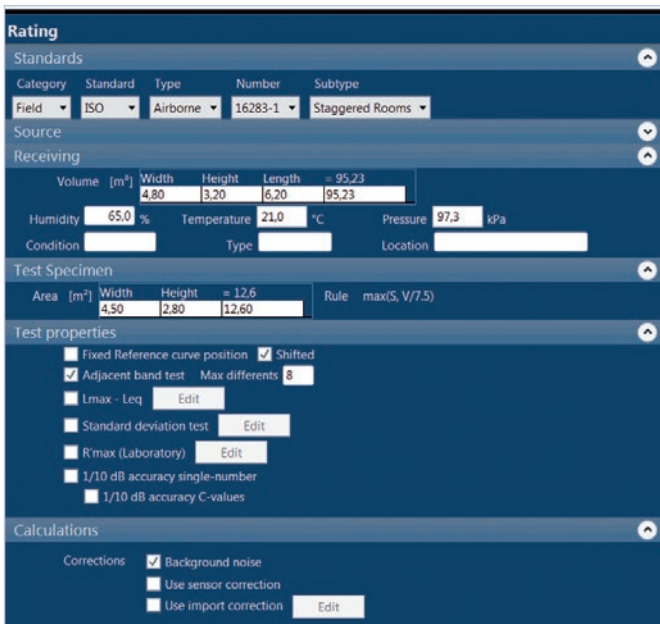 Rating
Standards
Category Standard Type Number Subtype
Field ISO Airborne 16283-1 Staggered Rooms
Source
Receiving
Volume [m³] Width Height Length = 95,23
4,80 3,20 6,20 95,23
Humidity 65,0 % Temperature 21,0 °C Pressure 97,3 kPa
Condition Type Location
Test Specimen
Area [m²] Width Height = 12,6 Rule max(S, V/7.5)
4,50 2,80 12,60
Test properties
Fixed Reference curve position Shifted
Adjacent band test Max differents 8
Lmax - Leq Edit
Standard deviation test Edit
R'max (Laboratory) Edit
1/10 dB accuracy single-number
1/10 dB accuracy C-values
Calculations
Corrections Background noise
Use sensor correction
Use import correction Edit